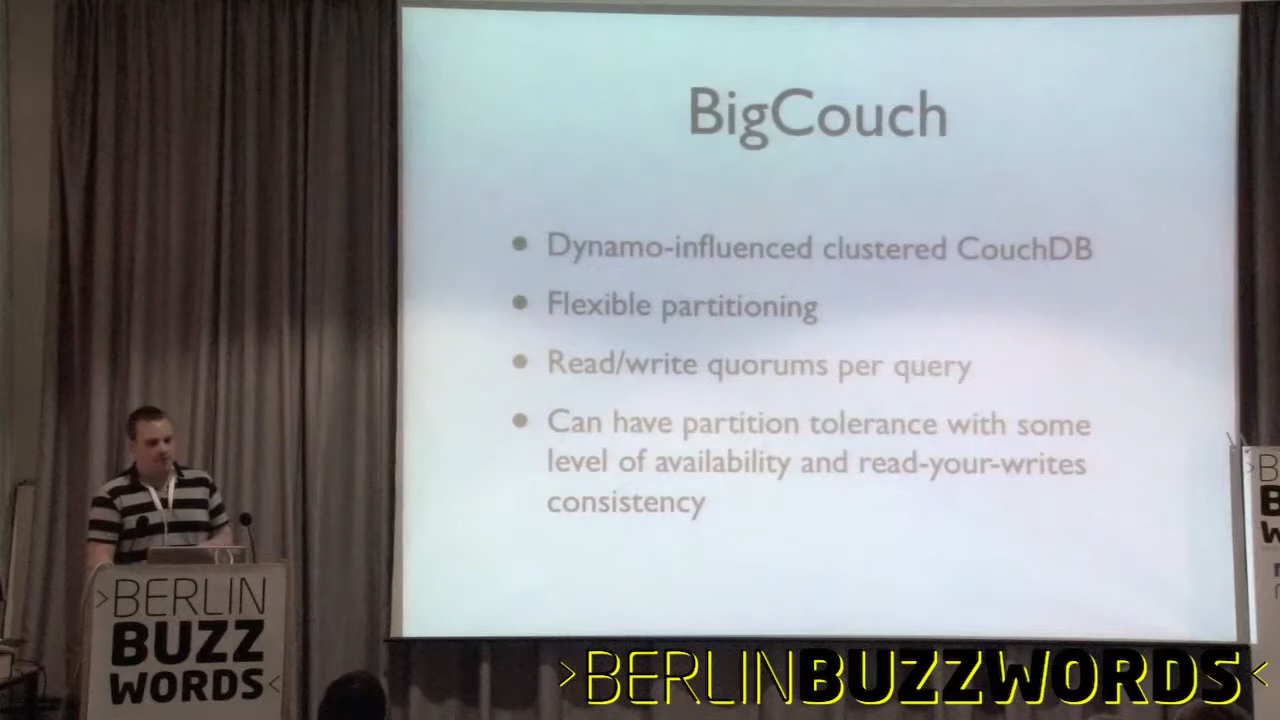 BigCouch
• Dynamo-influenced clustered CouchDB
• Flexible partitioning
• Read/write quorums per query
• Can have partition tolerance with some
level of availability and read-your-writes
consistency
>BERLIN
BUZZ
WORDS<
>BERLINBUZZWORDS<